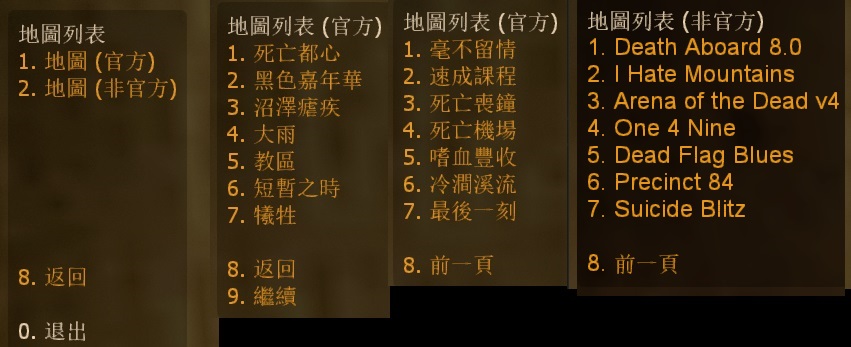 地圖列表
1. 地圖 (官方)
2. 地圖 (非官方)
8. 返回
0. 退出
地圖列表 (官方)
1. 死亡都心
2. 黑色嘉年華
3. 沼澤瘧疾
4. 大雨
5. 教區
6. 短暫之時
7. 犧牲
8. 返回
9. 繼續
地圖列表 (官方)
1. 毫不留情
2. 速成課程
3. 死亡喪鐘
4. 死亡機場
5. 嗜血豐收
6. 冷澗溪流
7. 最後一刻
8. 前一頁
地圖列表 (非官方)
1. Death Aboard 8.0
2. I Hate Mountains
3. Arena of the Dead v4
4. One 4 Nine
5. Dead Flag Blues
6. Precinct 84
7. Suicide Blitz
8. 前一頁